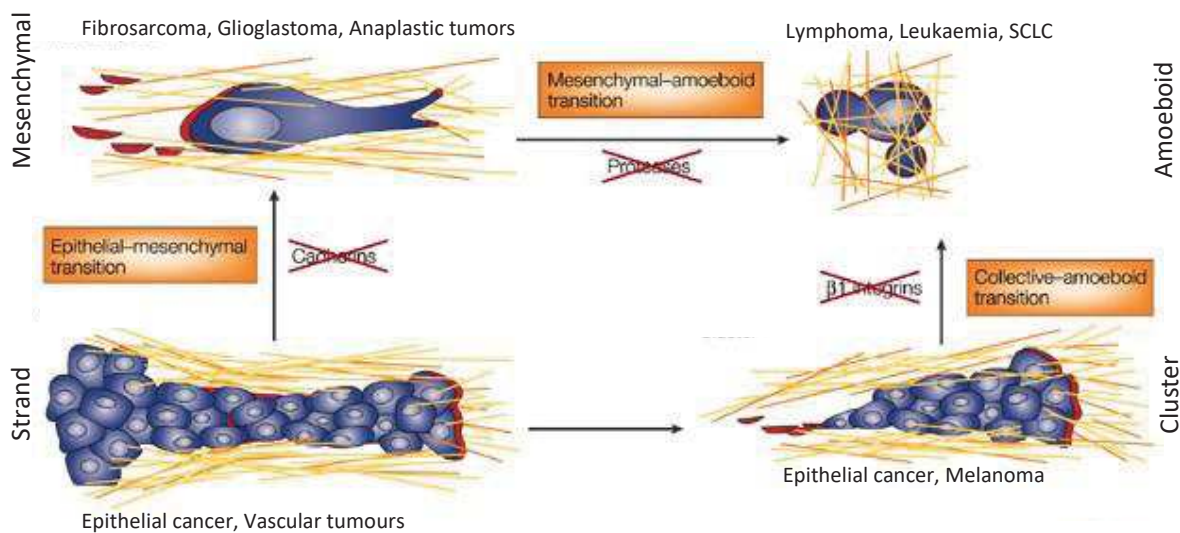 Fibrosarcoma, Glioglastoma, Anaplastic tumors
Lymphoma, Leukaemia, SCLC
Mesenchymal
Amoeboid
Mesenchymal–amoeboid
transition
Proteases
Epithelial–mesenchymal
transition
Cadherins
β1 integrins
Collective–amoeboid
transition
Strand
Cluster
Epithelial cancer, Melanoma
Epithelial cancer, Vascular tumours